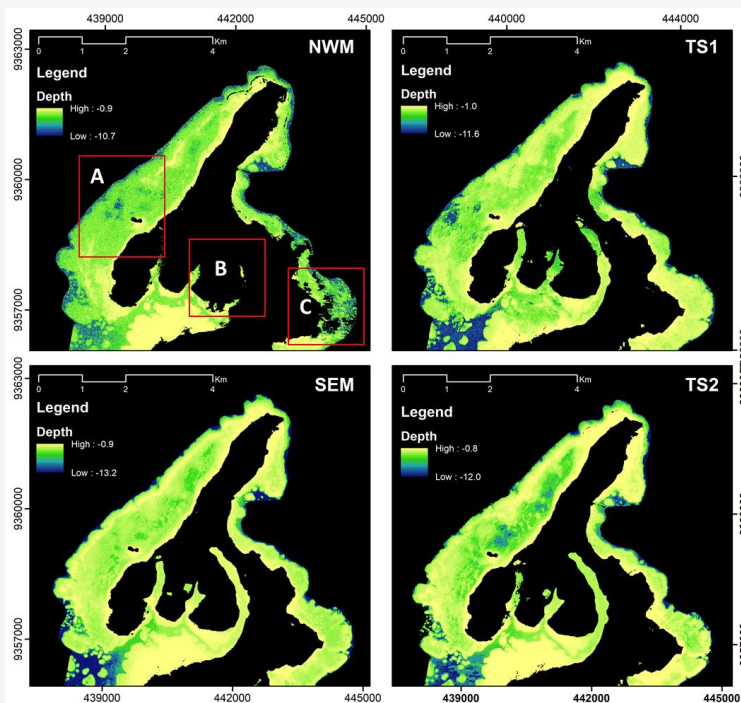 439000 442000 445000
440000 444000
9363000
9360000
9357000
0 1 2 4 Km
NWM
Legend
Depth
High : -0.9
Low : -10.7
A
B
C
0 1 2 4 Km
TS1
Legend
Depth
High : -1.0
Low : -11.6
9363000
9360000
9357000
0 1 2 4 Km
SEM
Legend
Depth
High : -0.9
Low : -13.2
0 1 2 4 Km
TS2
Legend
Depth
High : -0.8
Low : -12.0
439000 442000 445000
439000 442000 445000